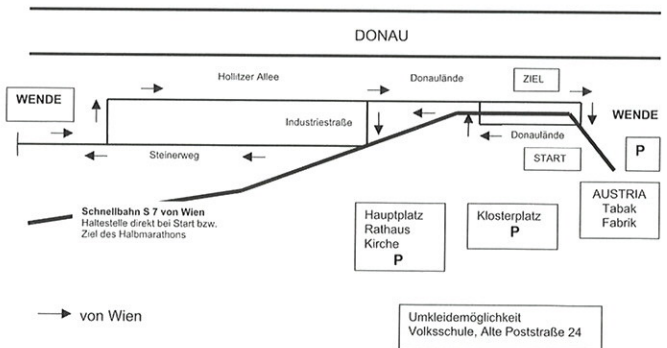 DONAU
Hollitzer Allee
Donaulände
ZIEL
WENDE
WENDE
Industriestraße
Donaulände
P
Steinerweg
START
AUSTRIA
Tabak
Fabrik
Schnellbahn S 7 von Wien
Haltestelle direkt bei Start bzw.
Ziel des Halbmarathons
Hauptplatz
Rathaus
Kirche
P
Klosterplatz
P
von Wien
Umkleidemöglichkeit
Volksschule, Alte Poststraße 24